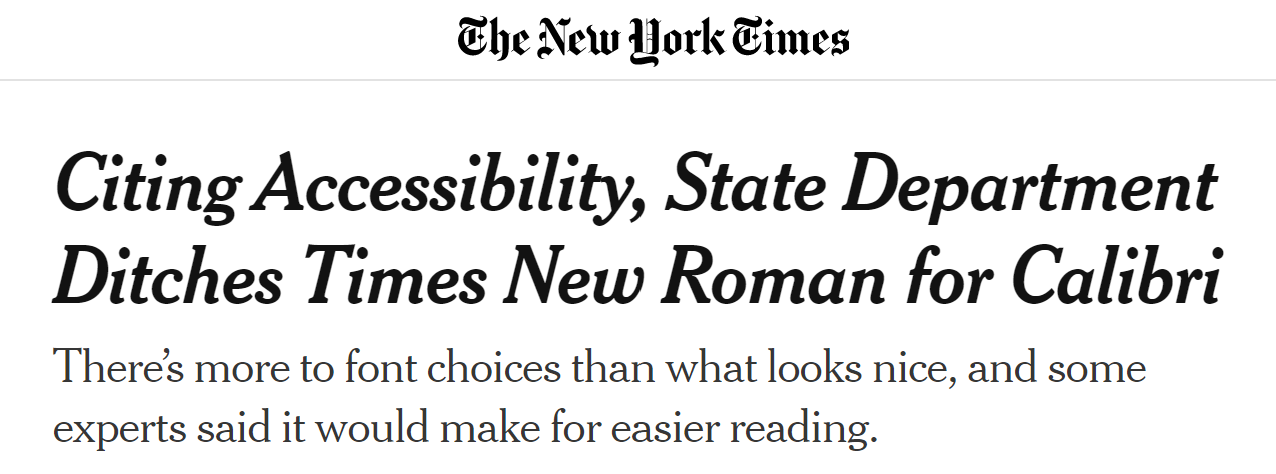 The New York Times
Citing Accessibility, State Department
Ditches Times New Roman for Calibri
There’s more to font choices than what looks nice, and some
experts said it would make for easier reading.